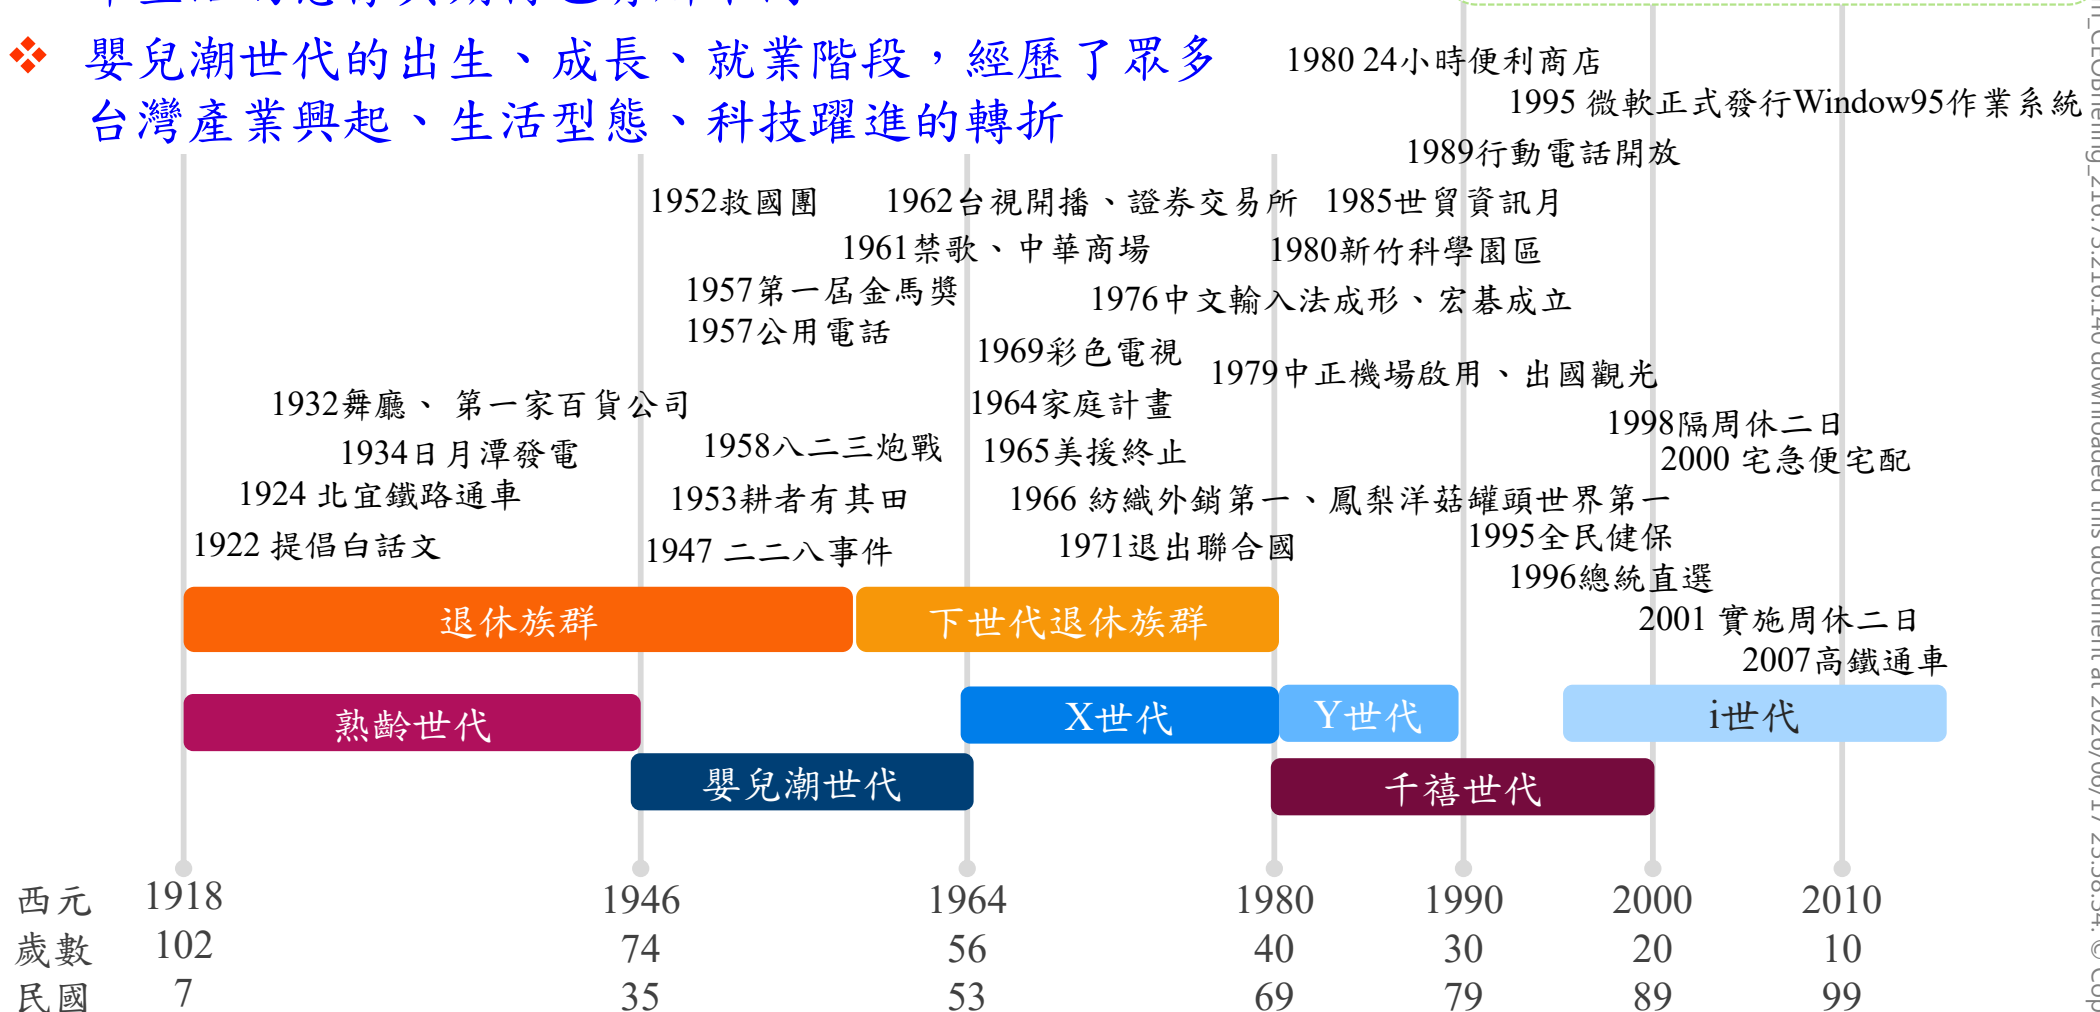 嬰兒潮世代的出生、成長、就業階段，經歷了眾多
台灣產業興起、生活型態、科技躍進的轉折
1980 24小時便利商店
1995 微軟正式發行Window95作業系統
1989行動電話開放
1952救國團
1962台視開播、證券交易所
1985世貿資訊月
1961禁歌、中華商場
1980新竹科學園區
1957第一屆金馬獎
1976中文輸入法成形、宏碁成立
1957公用電話
1969彩色電視
1979中正機場啟用、出國觀光
1932舞廳、 第一家百貨公司
1964家庭計畫
1998隔周休二日
1934日月潭發電
1958八二三炮戰
1965美援終止
2000 宅急便宅配
1924 北宜鐵路通車
1953耕者有其田
1966 紡織外銷第一、鳳梨洋菇罐頭世界第一
1922 提倡白話文
1947 二二八事件
1971退出聯合國
1995全民健保
1996總統直選
2001 實施周休二日
2007高鐵通車
退休族群
下世代退休族群
熟齡世代
X世代
Y世代
i世代
嬰兒潮世代
千禧世代
西元 1918 1946 1964 1980 1990 2000 2010
歲數 102 74 56 40 30 20 10
民國 7 35 53 69 79 89 99